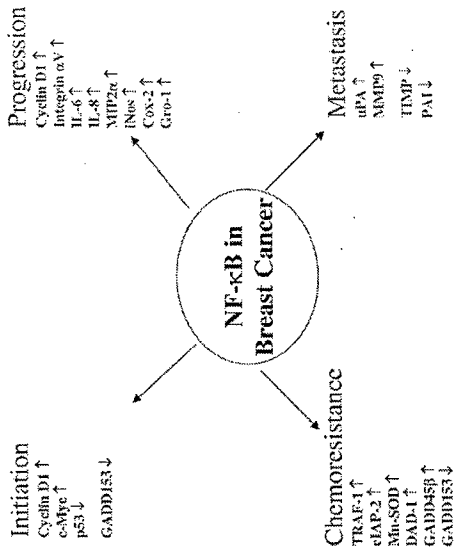 Initiation
Cyclin D1 ↑
c-Myc ↑
p53 ↓
GADD153 ↓
Progression
Cyclin D1 ↑
Integrin αV ↑
IL-6 ↑
IL-8 ↑
MIP2α ↑
iNos ↑
Cox-2 ↑
Gro-1 ↑
NF-κB in
Breast Cancer
Chemoresistance
TRAF-1 ↑
cIAP-2 ↑
Mn-SOD ↑
DAD-1 ↑
GADD45β ↑
GADD153 ↓
Metastasis
uPA ↑
MMP9 ↑
TIMP ↓
PAI ↓